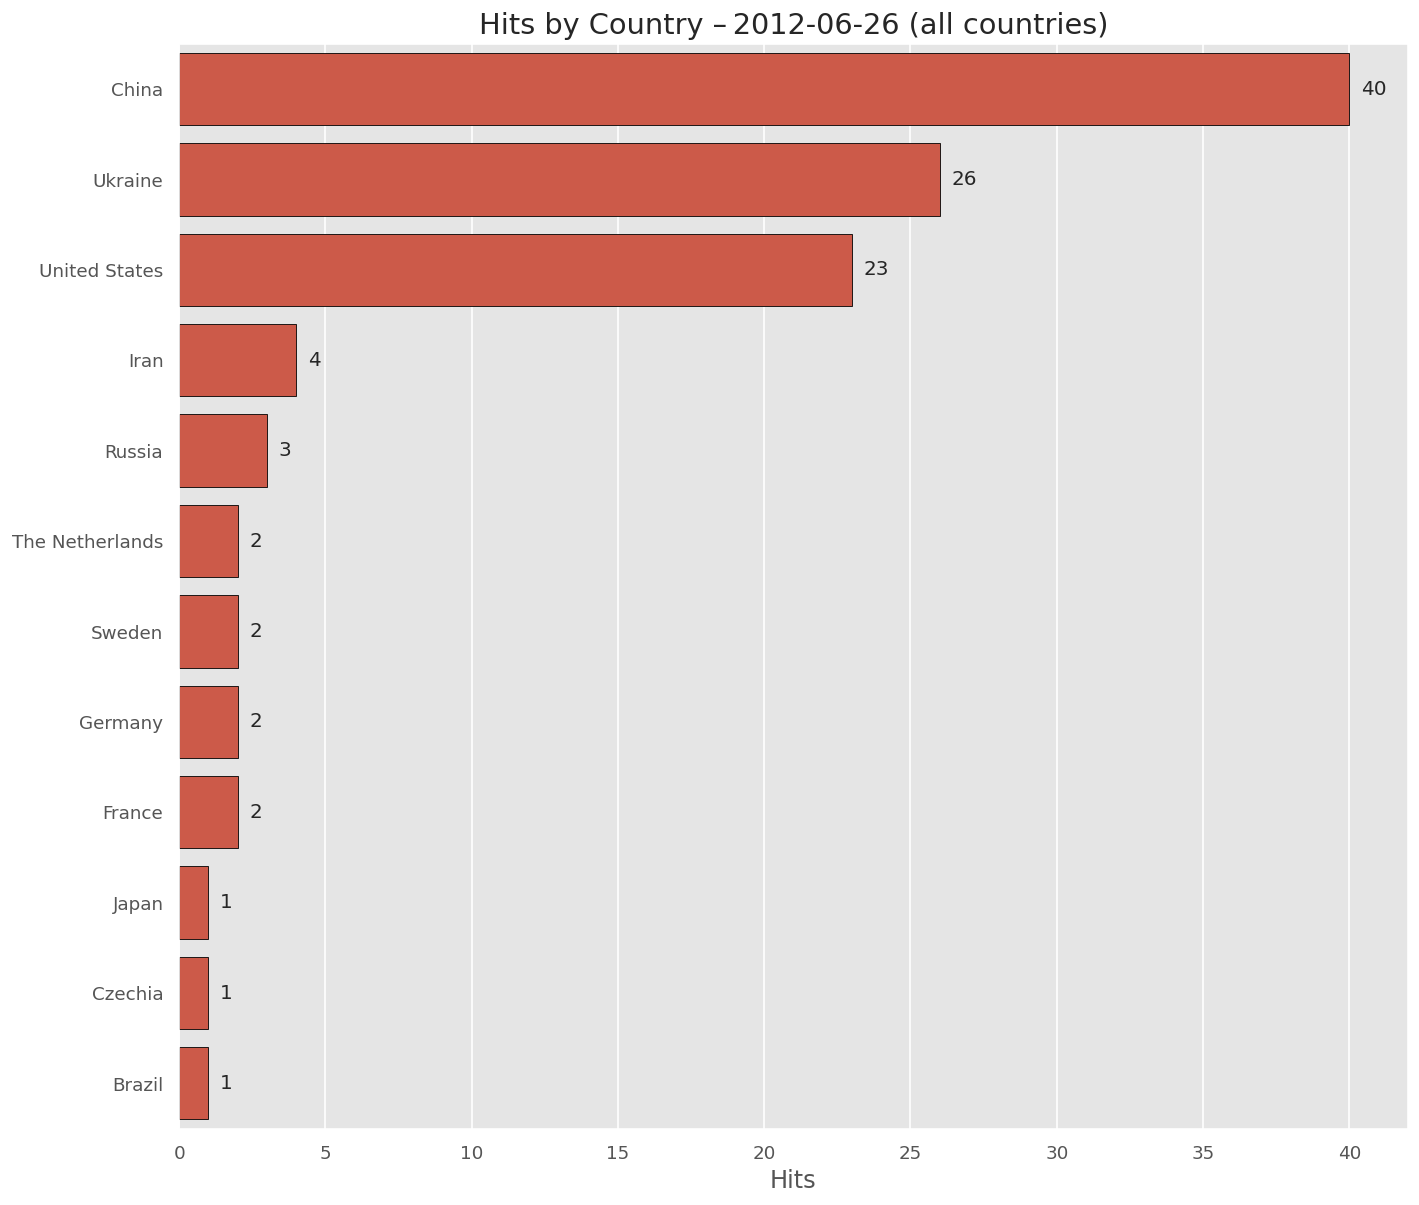 Hits by Country – 2012-06-26 (all countries)
China 40
Ukraine 26
United States 23
Iran 4
Russia 3
The Netherlands 2
Sweden 2
Germany 2
France 2
Japan 1
Czechia 1
Brazil 1
0 5 10 15 20 25 30 35 40
Hits